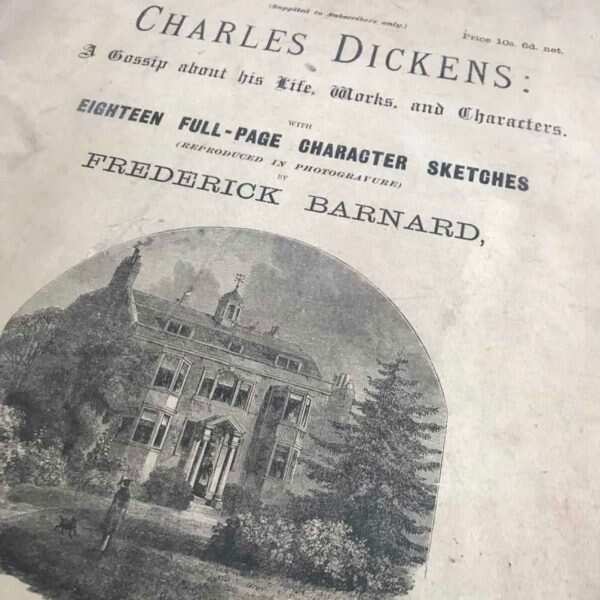 (Supplied to Subscribers only.)
Price 10s. 6d. net.
CHARLES DICKENS:
A Gossip about his Life, Works, and Characters.
WITH
EIGHTEEN FULL-PAGE CHARACTER SKETCHES
(REPRODUCED IN PHOTOGRAVURE)
BY
FREDERICK BARNARD,